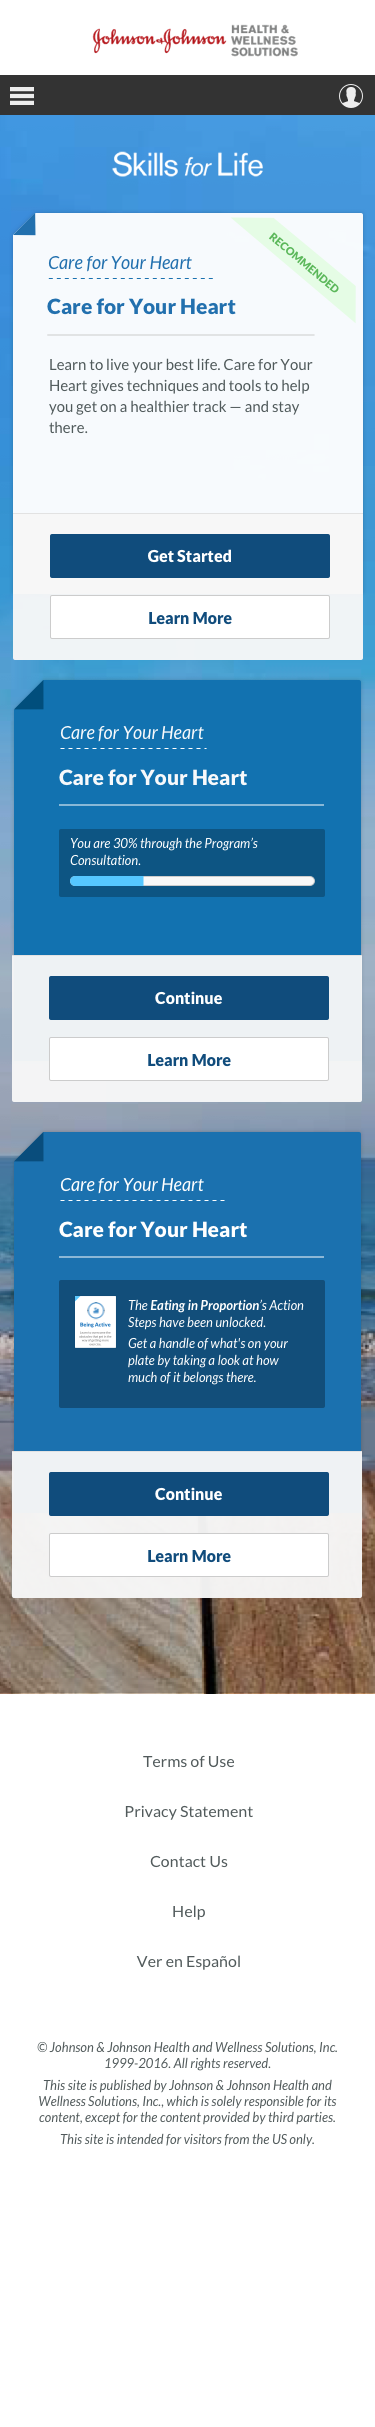 Johnson & Johnson
HEALTH &
WELLNESS
SOLUTIONS
Skills for Life
RECOMMENDED
Care for Your Heart
Care for Your Heart
Learn to live your best life. Care for Your
Heart gives techniques and tools to help
you get on a healthier track — and stay
there.
Get Started
Learn More
Care for Your Heart
Care for Your Heart
You are 30% through the Program's
Consultation.
Continue
Learn More
Care for Your Heart
Care for Your Heart
Being Active
The Eating in Proportion's Action
Steps have been unlocked.
Get a handle of what's on your
plate by taking a look at how
much of it belongs there.
Continue
Learn More
Terms of Use
Privacy Statement
Contact Us
Help
Ver en Español
© Johnson & Johnson Health and Wellness Solutions, Inc.
1999-2016. All rights reserved.
This site is published by Johnson & Johnson Health and
Wellness Solutions, Inc., which is solely responsible for its
content, except for the content provided by third parties.
This site is intended for visitors from the US only.